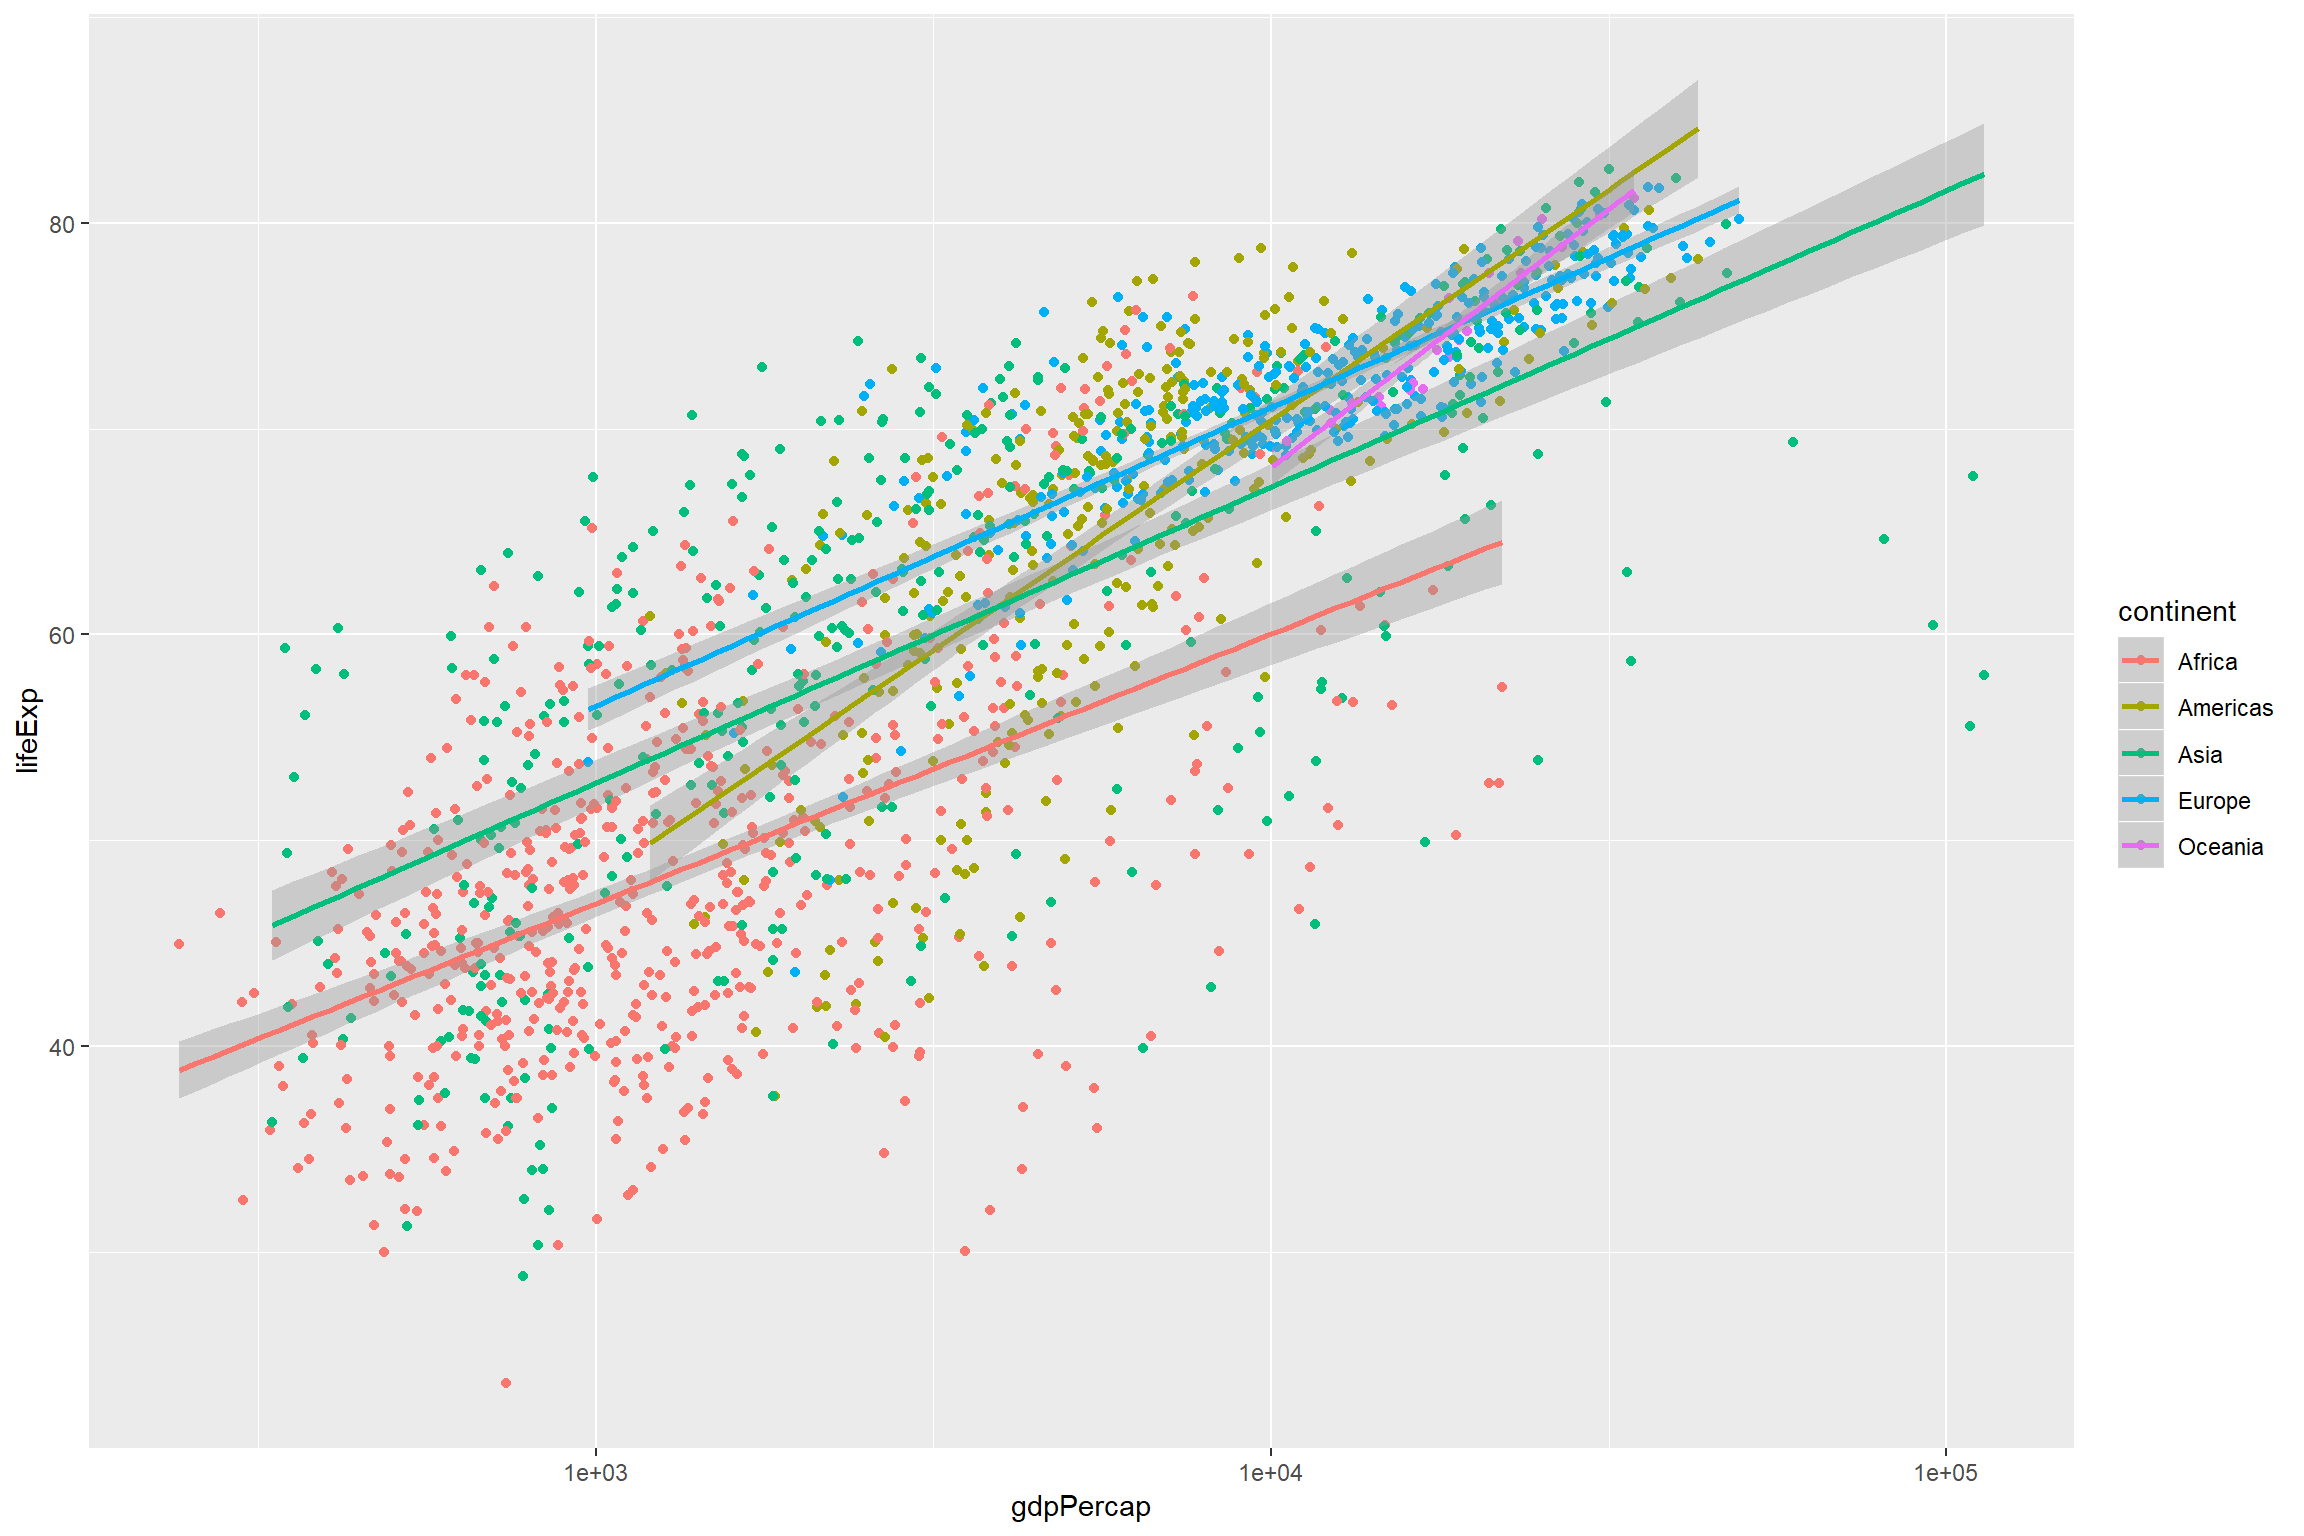 80
60
40
lifeExp
1e+03
1e+04
1e+05
gdpPercap
continent
Africa
Americas
Asia
Europe
Oceania